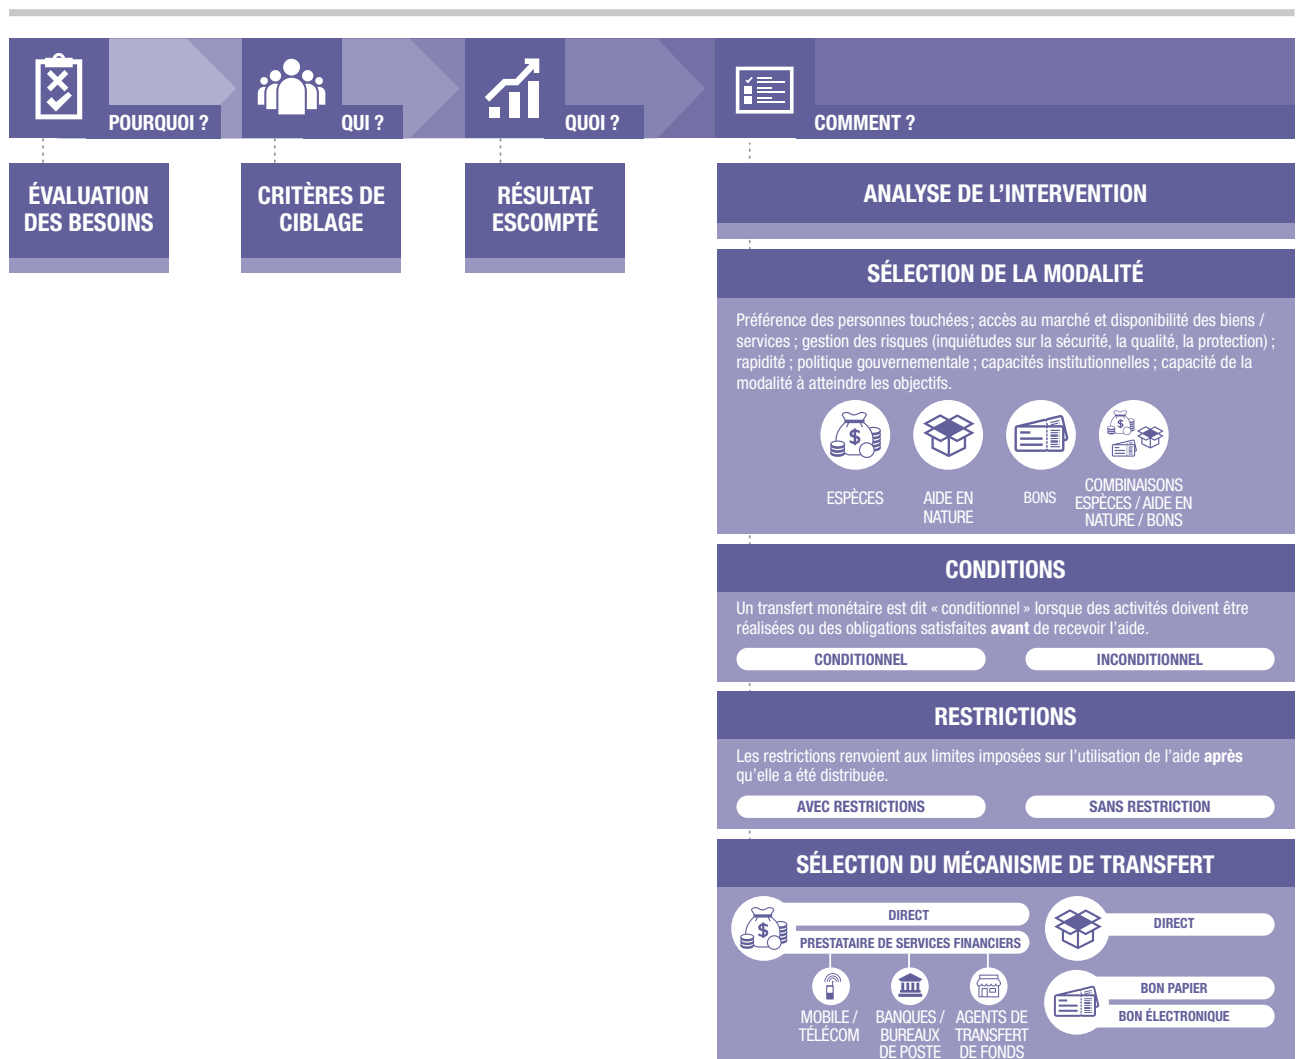 POURQUOI ?
QUI ?
QUOI ?
COMMENT ?
ÉVALUATION
DES BESOINS
CRITÈRES DE
CIBLAGE
RÉSULTAT
ESCOMPTÉ
ANALYSE DE L’INTERVENTION
SÉLECTION DE LA MODALITÉ
Préférence des personnes touchées ; accès au marché et disponibilité des biens /
services ; gestion des risques (inquiétudes sur la sécurité, la qualité, la protection) ;
rapidité ; politique gouvernementale ; capacités institutionnelles ; capacité de la
modalité à atteindre les objectifs.
ESPÈCES
AIDE EN
NATURE
BONS
COMBINAISONS
ESPÈCES / AIDE EN
NATURE / BONS
CONDITIONS
Un transfert monétaire est dit « conditionnel » lorsque des activités doivent être
réalisées ou des obligations satisfaites avant de recevoir l’aide.
CONDITIONNEL
INCONDITIONNEL
RESTRICTIONS
Les restrictions renvoient aux limites imposées sur l’utilisation de l’aide après
qu’elle a été distribuée.
AVEC RESTRICTIONS
SANS RESTRICTION
SÉLECTION DU MÉCANISME DE TRANSFERT
DIRECT
PRESTATAIRE DE SERVICES FINANCIERS
MOBILE /
TÉLÉCOM
BANQUES /
BUREAUX
DE POSTE
AGENTS DE
TRANSFERT
DE FONDS
DIRECT
BON PAPIER
BON ÉLECTRONIQUE